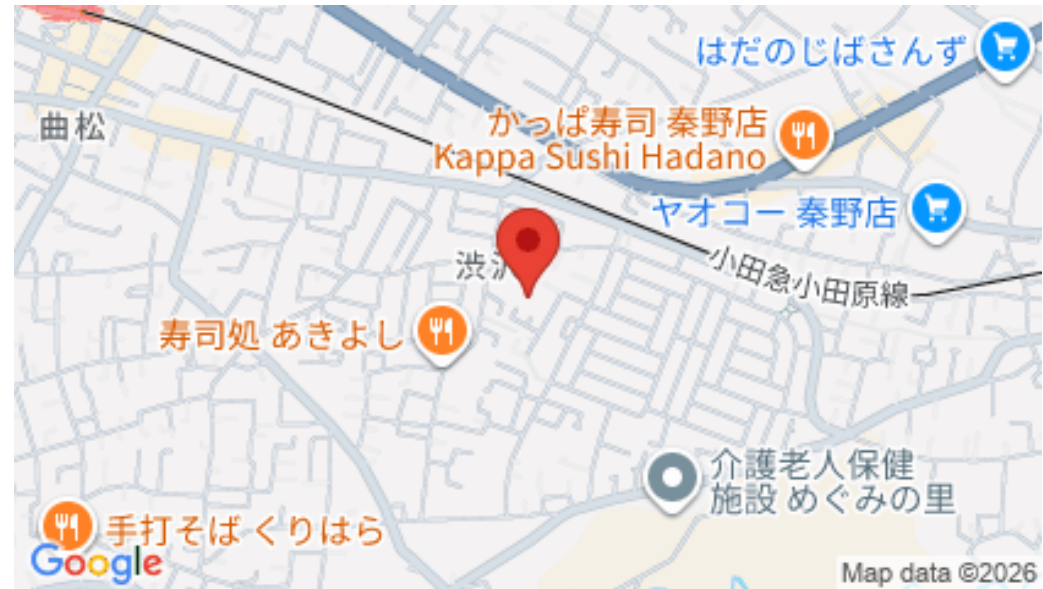 はだのじばさんず
かっぱ寿司 秦野店
Kappa Sushi Hadano
曲松
ヤオコー 秦野店
渋沢
小田急小田原線
寿司処 あきよし
介護老人保健
施設 めぐみの里
手打そば くりはら
Google
Map data ©2026